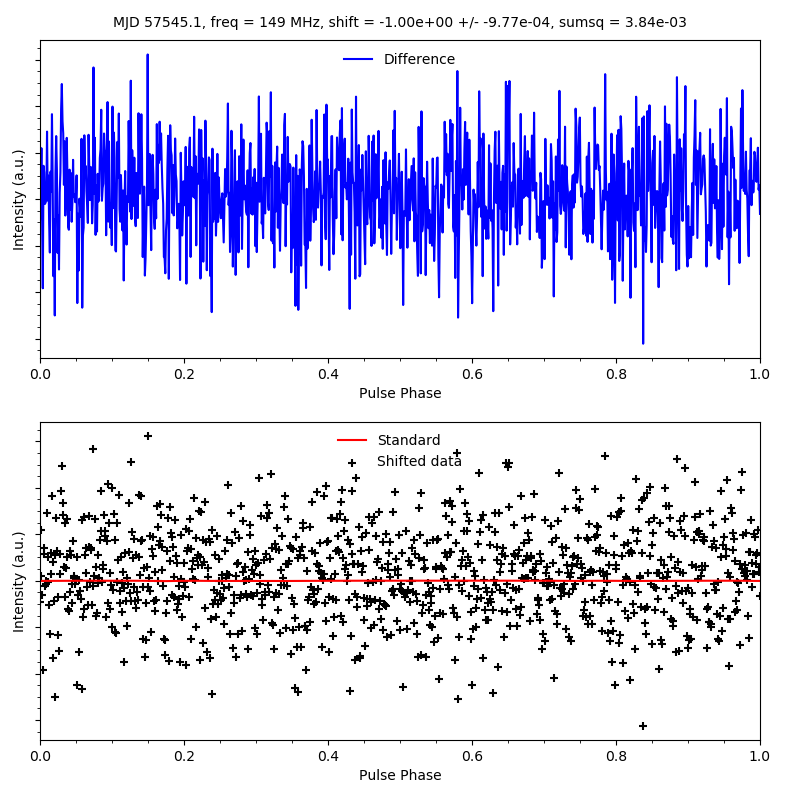 MJD 57545.1, freq = 149 MHz, shift = -1.00e+00 +/- -9.77e-04, sumsq = 3.84e-03
Difference
Intensity (a.u.)
0.0 0.2 0.4 0.6 0.8 1.0
Pulse Phase
Standard
Shifted data
Intensity (a.u.)
0.0 0.2 0.4 0.6 0.8 1.0
Pulse Phase